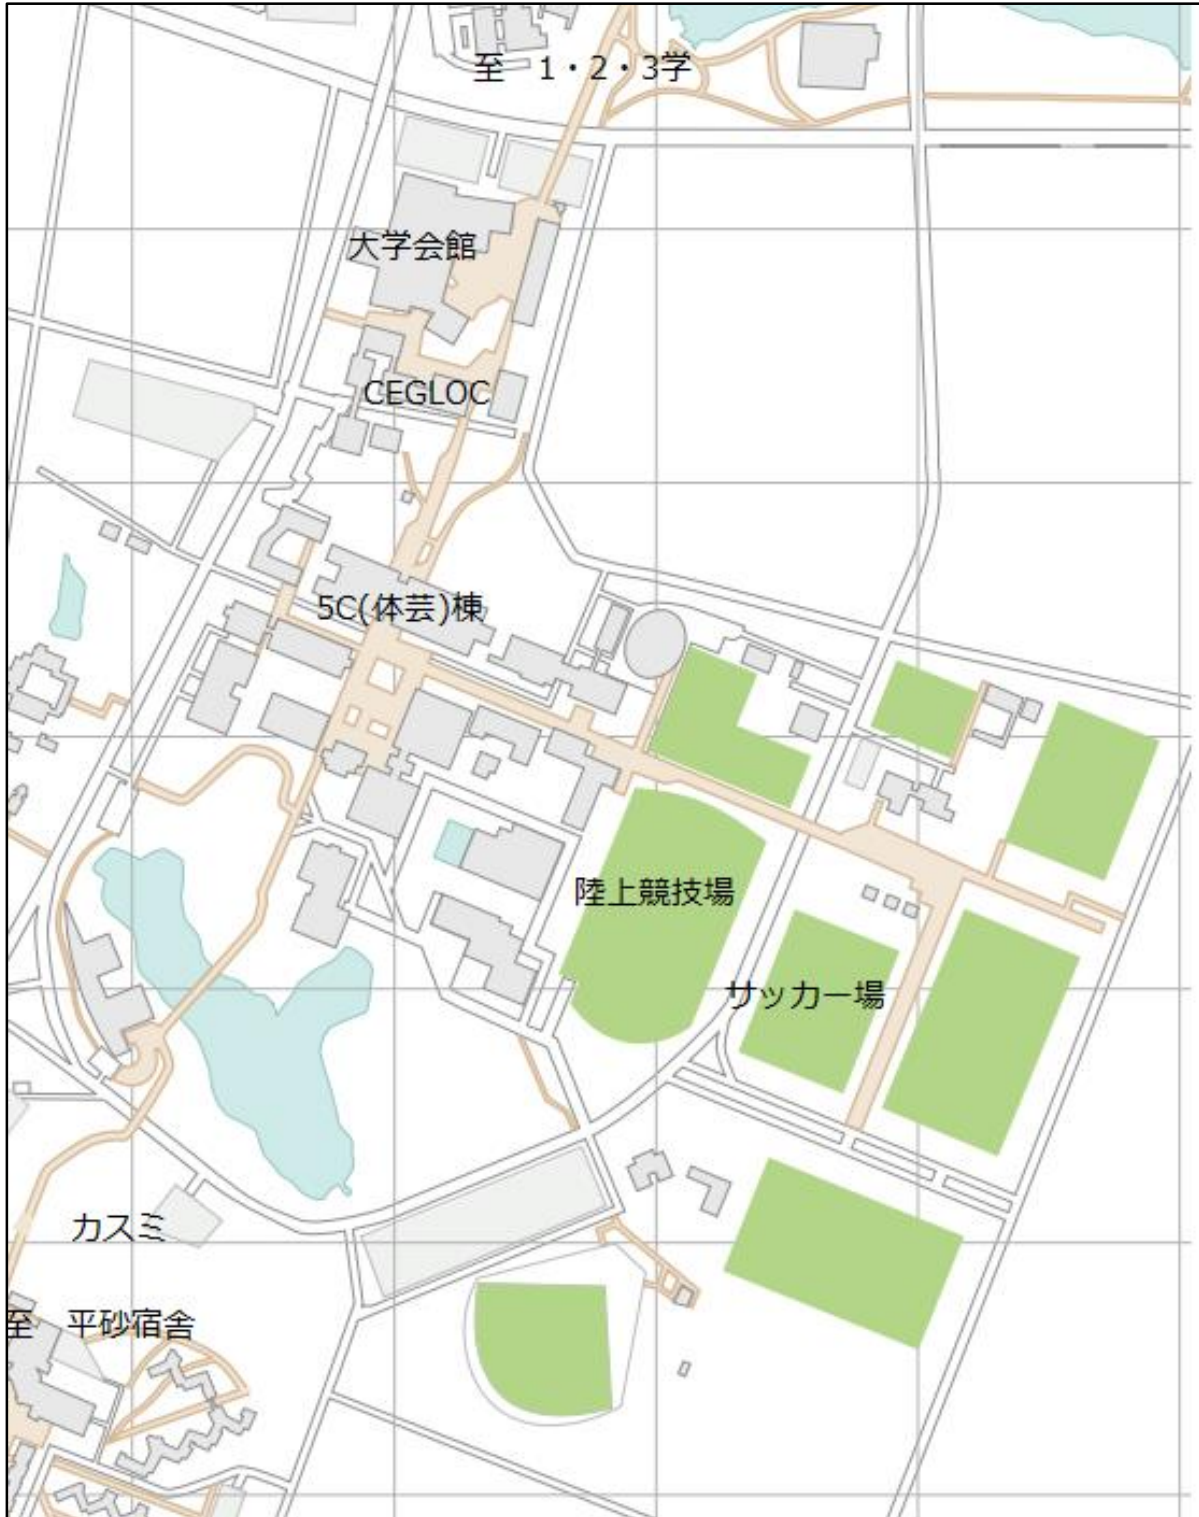 至　1・2・3学
大学会館
CEGLOC
5C(体芸)棟
陸上競技場
サッカー場
カスミ
至　平砂宿舎